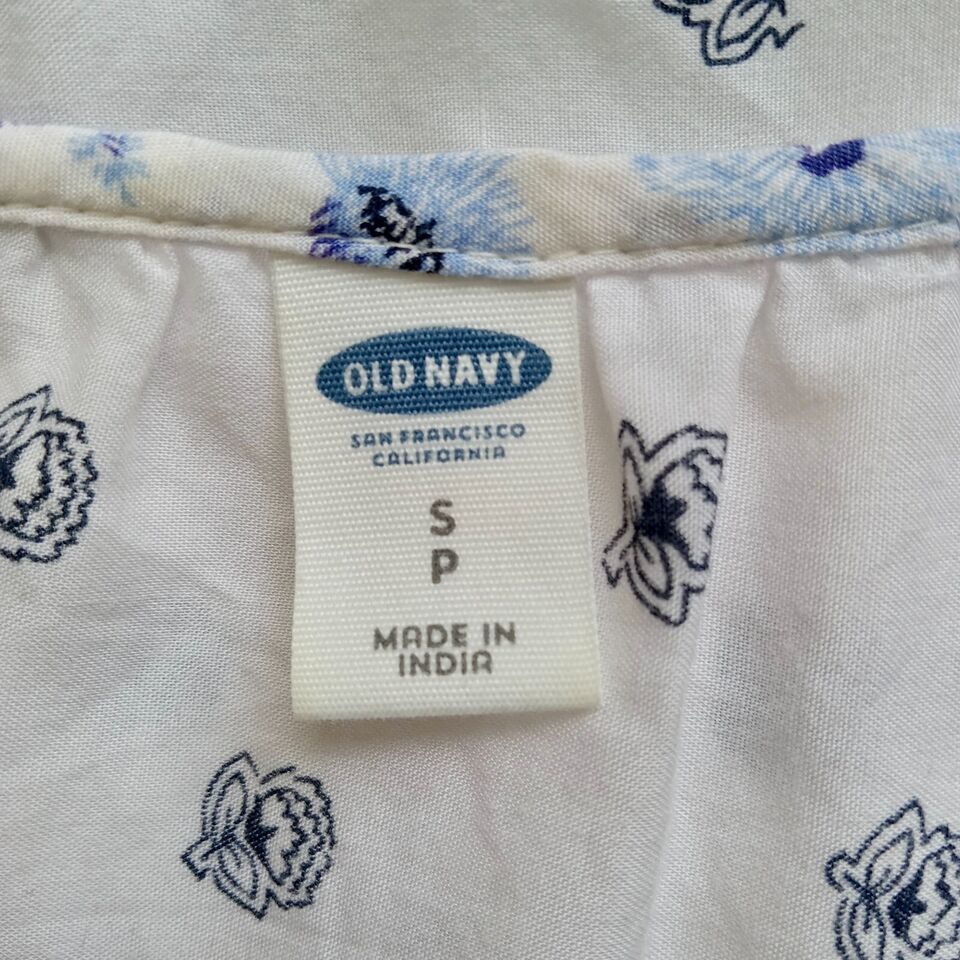 OLD NAVY
SAN FRANCISCO
CALIFORNIA
S
P
MADE IN
INDIA